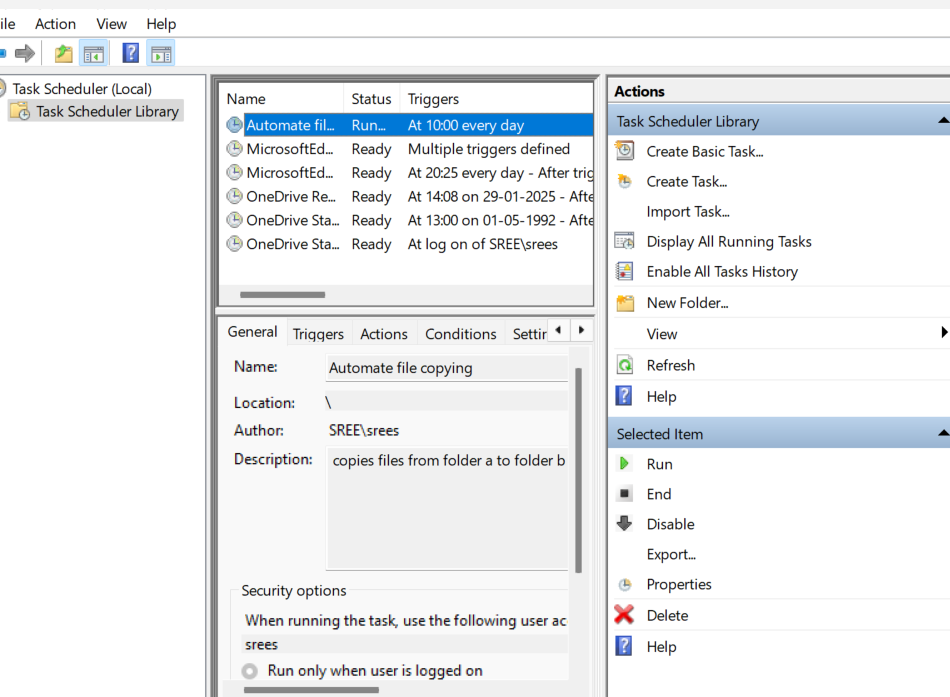 ile Action View Help
Task Scheduler (Local)
Task Scheduler Library
Name Status Triggers
Automate fil... Run... At 10:00 every day
MicrosoftEd... Ready Multiple triggers defined
MicrosoftEd... Ready At 20:25 every day - After trig
OneDrive Re... Ready At 14:08 on 29-01-2025 - Afte
OneDrive Sta... Ready At 13:00 on 01-05-1992 - Afte
OneDrive Sta... Ready At log on of SREE\srees
General Triggers Actions Conditions Settin
Name: Automate file copying
Location: \
Author: SREE\srees
Description: copies files from folder a to folder b
Security options
When running the task, use the following user ac
srees
Run only when user is logged on
Actions
Task Scheduler Library
Create Basic Task...
Create Task...
Import Task...
Display All Running Tasks
Enable All Tasks History
New Folder...
View
Refresh
Help
Selected Item
Run
End
Disable
Export...
Properties
Delete
Help